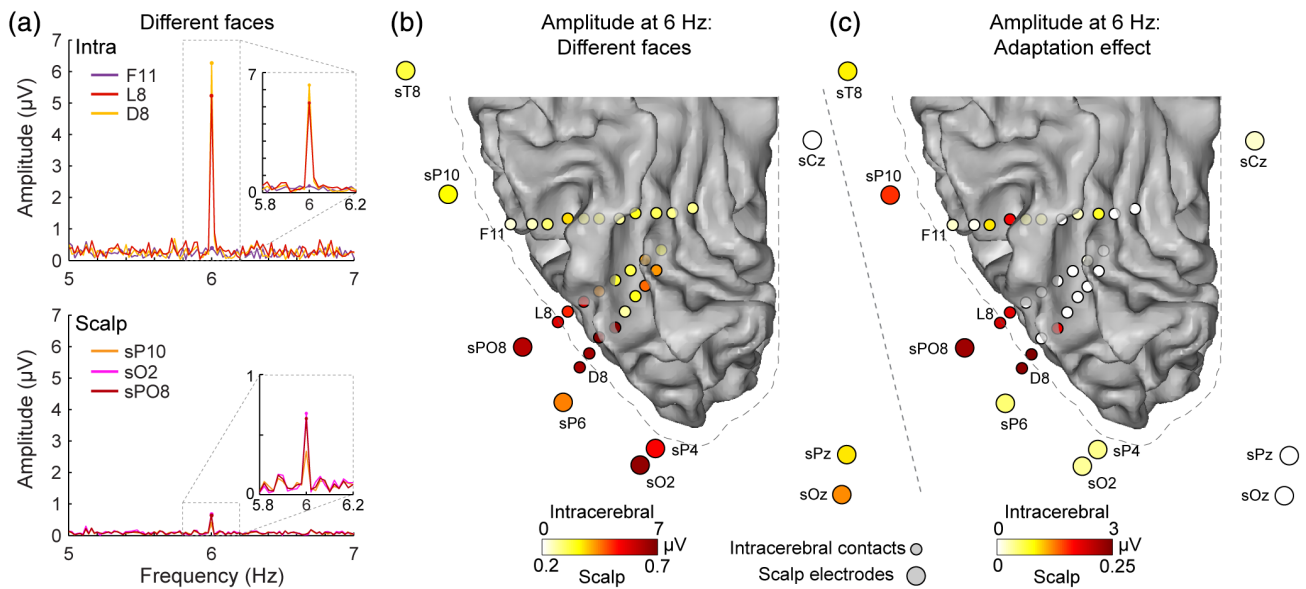 (a)
Different faces
Intra
F11
L8
D8
Amplitude (µV)
7
6
5
4
3
2
1
0
5
6
7
7
0
5.8
6
6.2
Scalp
sP10
sO2
sPO8
Amplitude (µV)
7
6
5
4
3
2
1
0
5
6
7
Frequency (Hz)
1
0
5.8
6
6.2
(b)
Amplitude at 6 Hz:
Different faces
sT8
sCz
sP10
F11
L8
sPO8
D8
sP6
sP4
sO2
sPz
sOz
Intracerebral
0
7
µV
0.2
0.7
Scalp
Intracerebral contacts
Scalp electrodes
(c)
Amplitude at 6 Hz:
Adaptation effect
sT8
sCz
sP10
F11
L8
sPO8
D8
sP6
sP4
sO2
sPz
sOz
Intracerebral
0
3
µV
0
0.25
Scalp